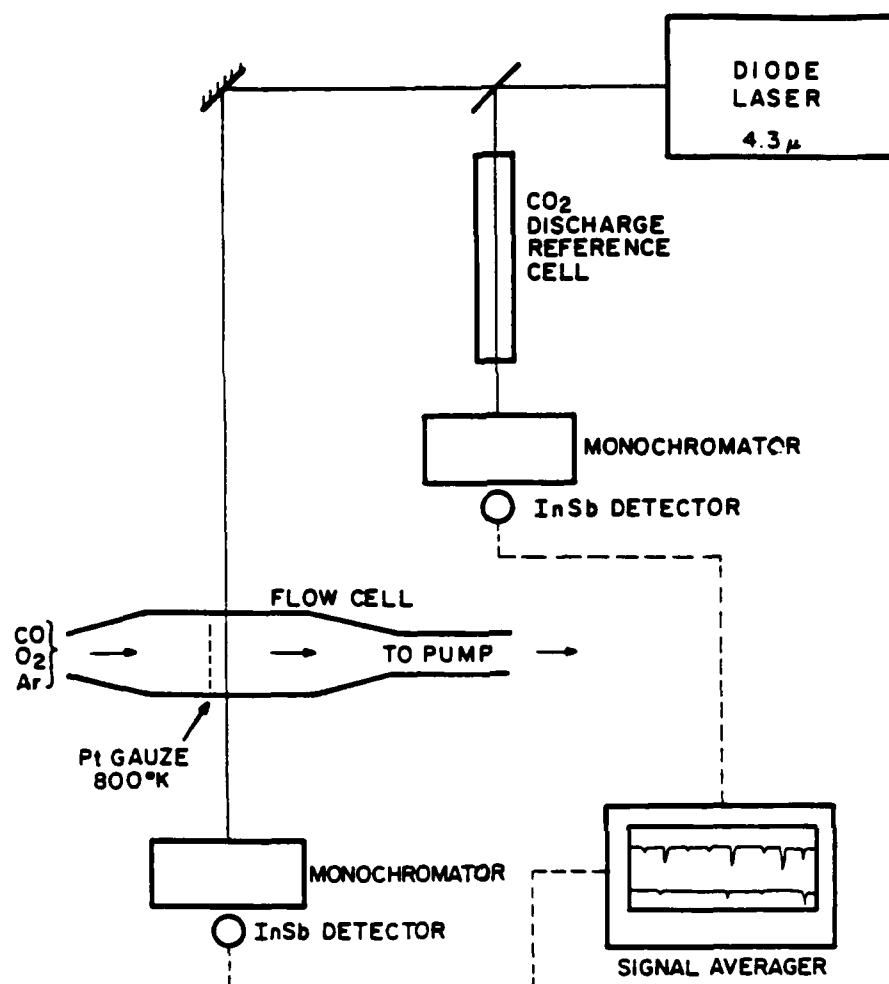 DIODE
LASER
4.3 μ
CO2
DISCHARGE
REFERENCE
CELL
MONOCHROMATOR
InSb DETECTOR
FLOW CELL
CO
O2
Ar
TO PUMP
Pt GAUZE
800°K
MONOCHROMATOR
InSb DETECTOR
SIGNAL AVERAGER